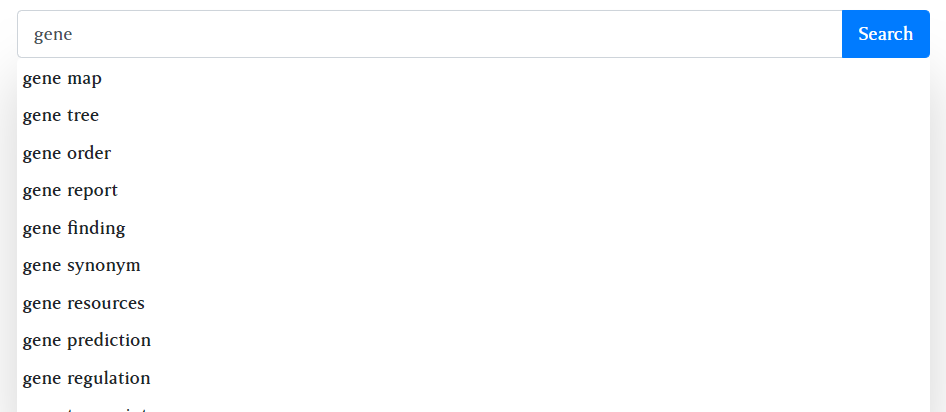 gene Search
gene map
gene tree
gene order
gene report
gene finding
gene synonym
gene resources
gene prediction
gene regulation